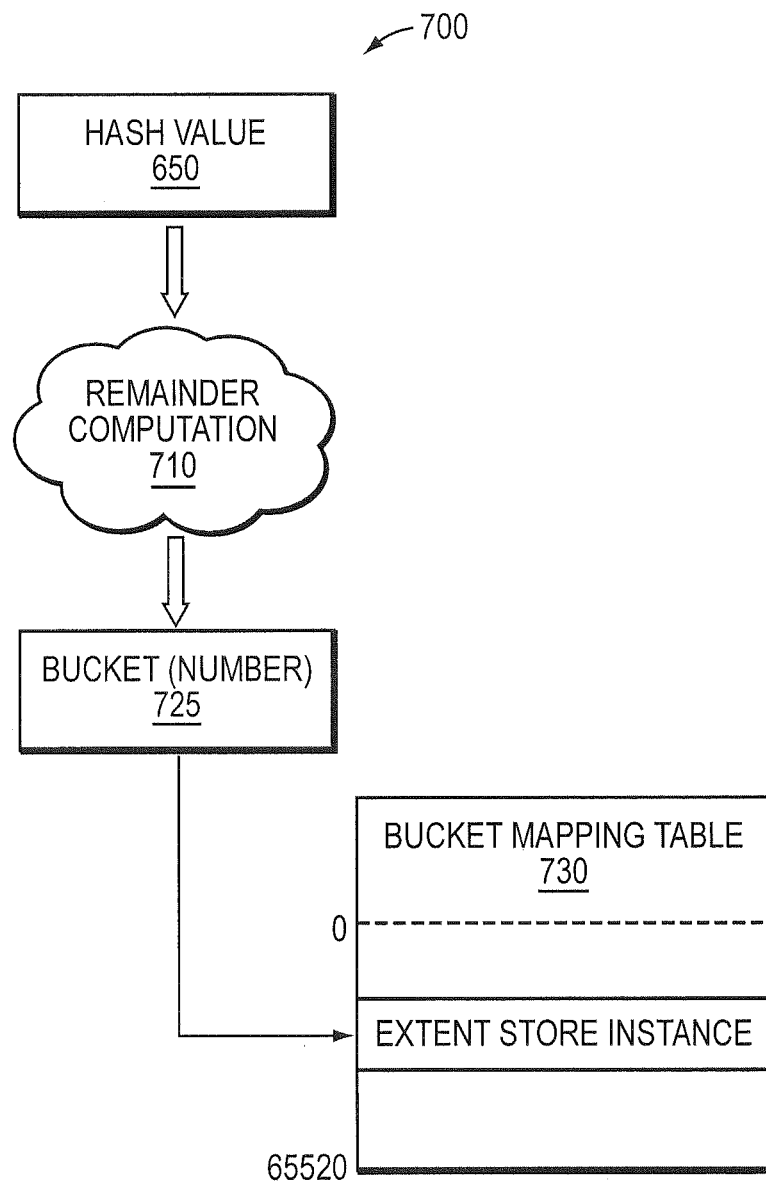 700
HASH VALUE
650
REMAINDER
COMPUTATION
710
BUCKET (NUMBER)
725
BUCKET MAPPING TABLE
730
0
EXTENT STORE INSTANCE
65520